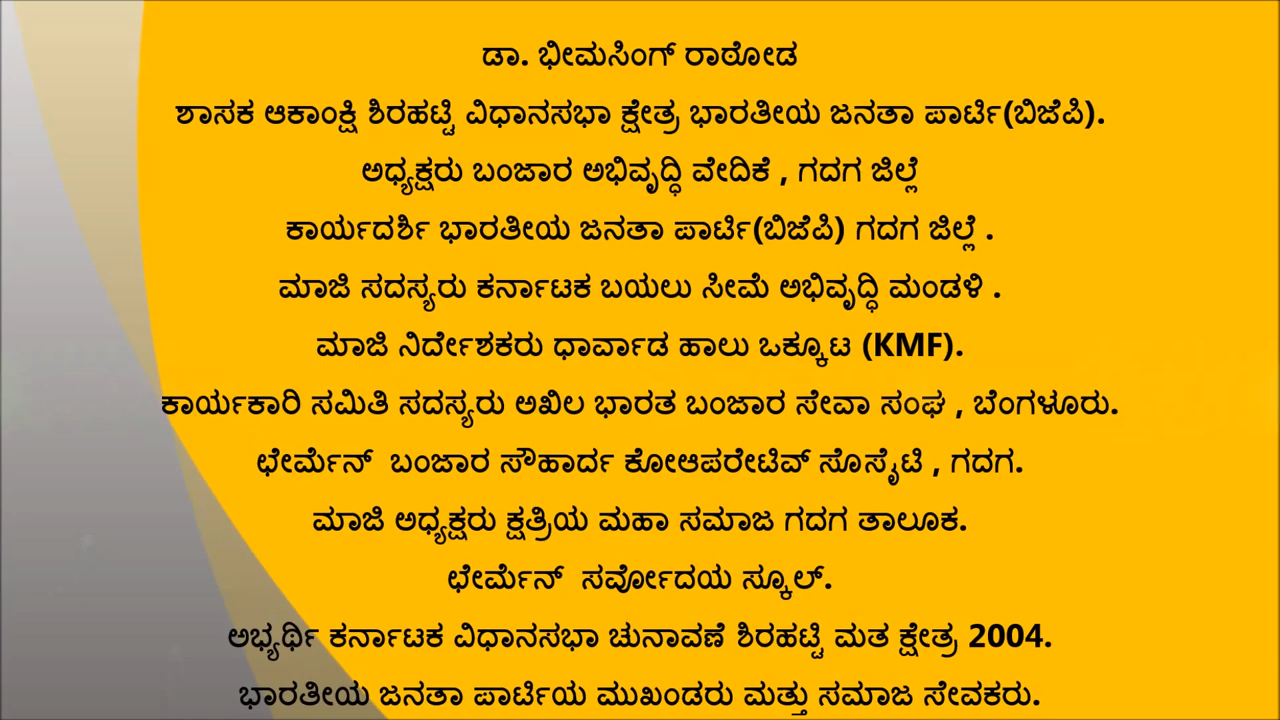 ಡಾ. ಭೀಮಸಿಂಗ್ ರಾಠೋಡ
ಶಾಸಕ ಆಕಾಂಕ್ಷಿ ಶಿರಹಟ್ಟಿ ವಿಧಾನಸಭಾ ಕ್ಷೇತ್ರ ಭಾರತೀಯ ಜನತಾ ಪಾರ್ಟಿ(ಬಿಜೆಪಿ).
ಅಧ್ಯಕ್ಷರು ಬಂಜಾರ ಅಭಿವೃದ್ಧಿ ವೇದಿಕೆ , ಗದಗ ಜಿಲ್ಲೆ
ಕಾರ್ಯದರ್ಶಿ ಭಾರತೀಯ ಜನತಾ ಪಾರ್ಟಿ(ಬಿಜೆಪಿ) ಗದಗ ಜಿಲ್ಲೆ .
ಮಾಜಿ ಸದಸ್ಯರು ಕರ್ನಾಟಕ ಬಯಲು ಸೀಮೆ ಅಭಿವೃದ್ಧಿ ಮಂಡಳಿ .
ಮಾಜಿ ನಿರ್ದೇಶಕರು ಧಾರ್ವಾಡ ಹಾಲು ಒಕ್ಕೂಟ (KMF).
ಕಾರ್ಯಕಾರಿ ಸಮಿತಿ ಸದಸ್ಯರು ಅಖಿಲ ಭಾರತ ಬಂಜಾರ ಸೇವಾ ಸಂಘ , ಬೆಂಗಳೂರು.
ಛೇರ್ಮೆನ್ ಬಂಜಾರ ಸೌಹಾರ್ದ ಕೋಆಪರೇಟಿವ್ ಸೊಸೈಟಿ , ಗದಗ.
ಮಾಜಿ ಅಧ್ಯಕ್ಷರು ಕ್ಷತ್ರಿಯ ಮಹಾ ಸಮಾಜ ಗದಗ ತಾಲೂಕ.
ಛೇರ್ಮೆನ್ ಸರ್ವೋದಯ ಸ್ಕೂಲ್.
ಅಭ್ಯರ್ಥಿ ಕರ್ನಾಟಕ ವಿಧಾನಸಭಾ ಚುನಾವಣೆ ಶಿರಹಟ್ಟಿ ಮತ ಕ್ಷೇತ್ರ 2004.
ಭಾರತೀಯ ಜನತಾ ಪಾರ್ಟಿಯ ಮುಖಂಡರು ಮತ್ತು ಸಮಾಜ ಸೇವಕರು.